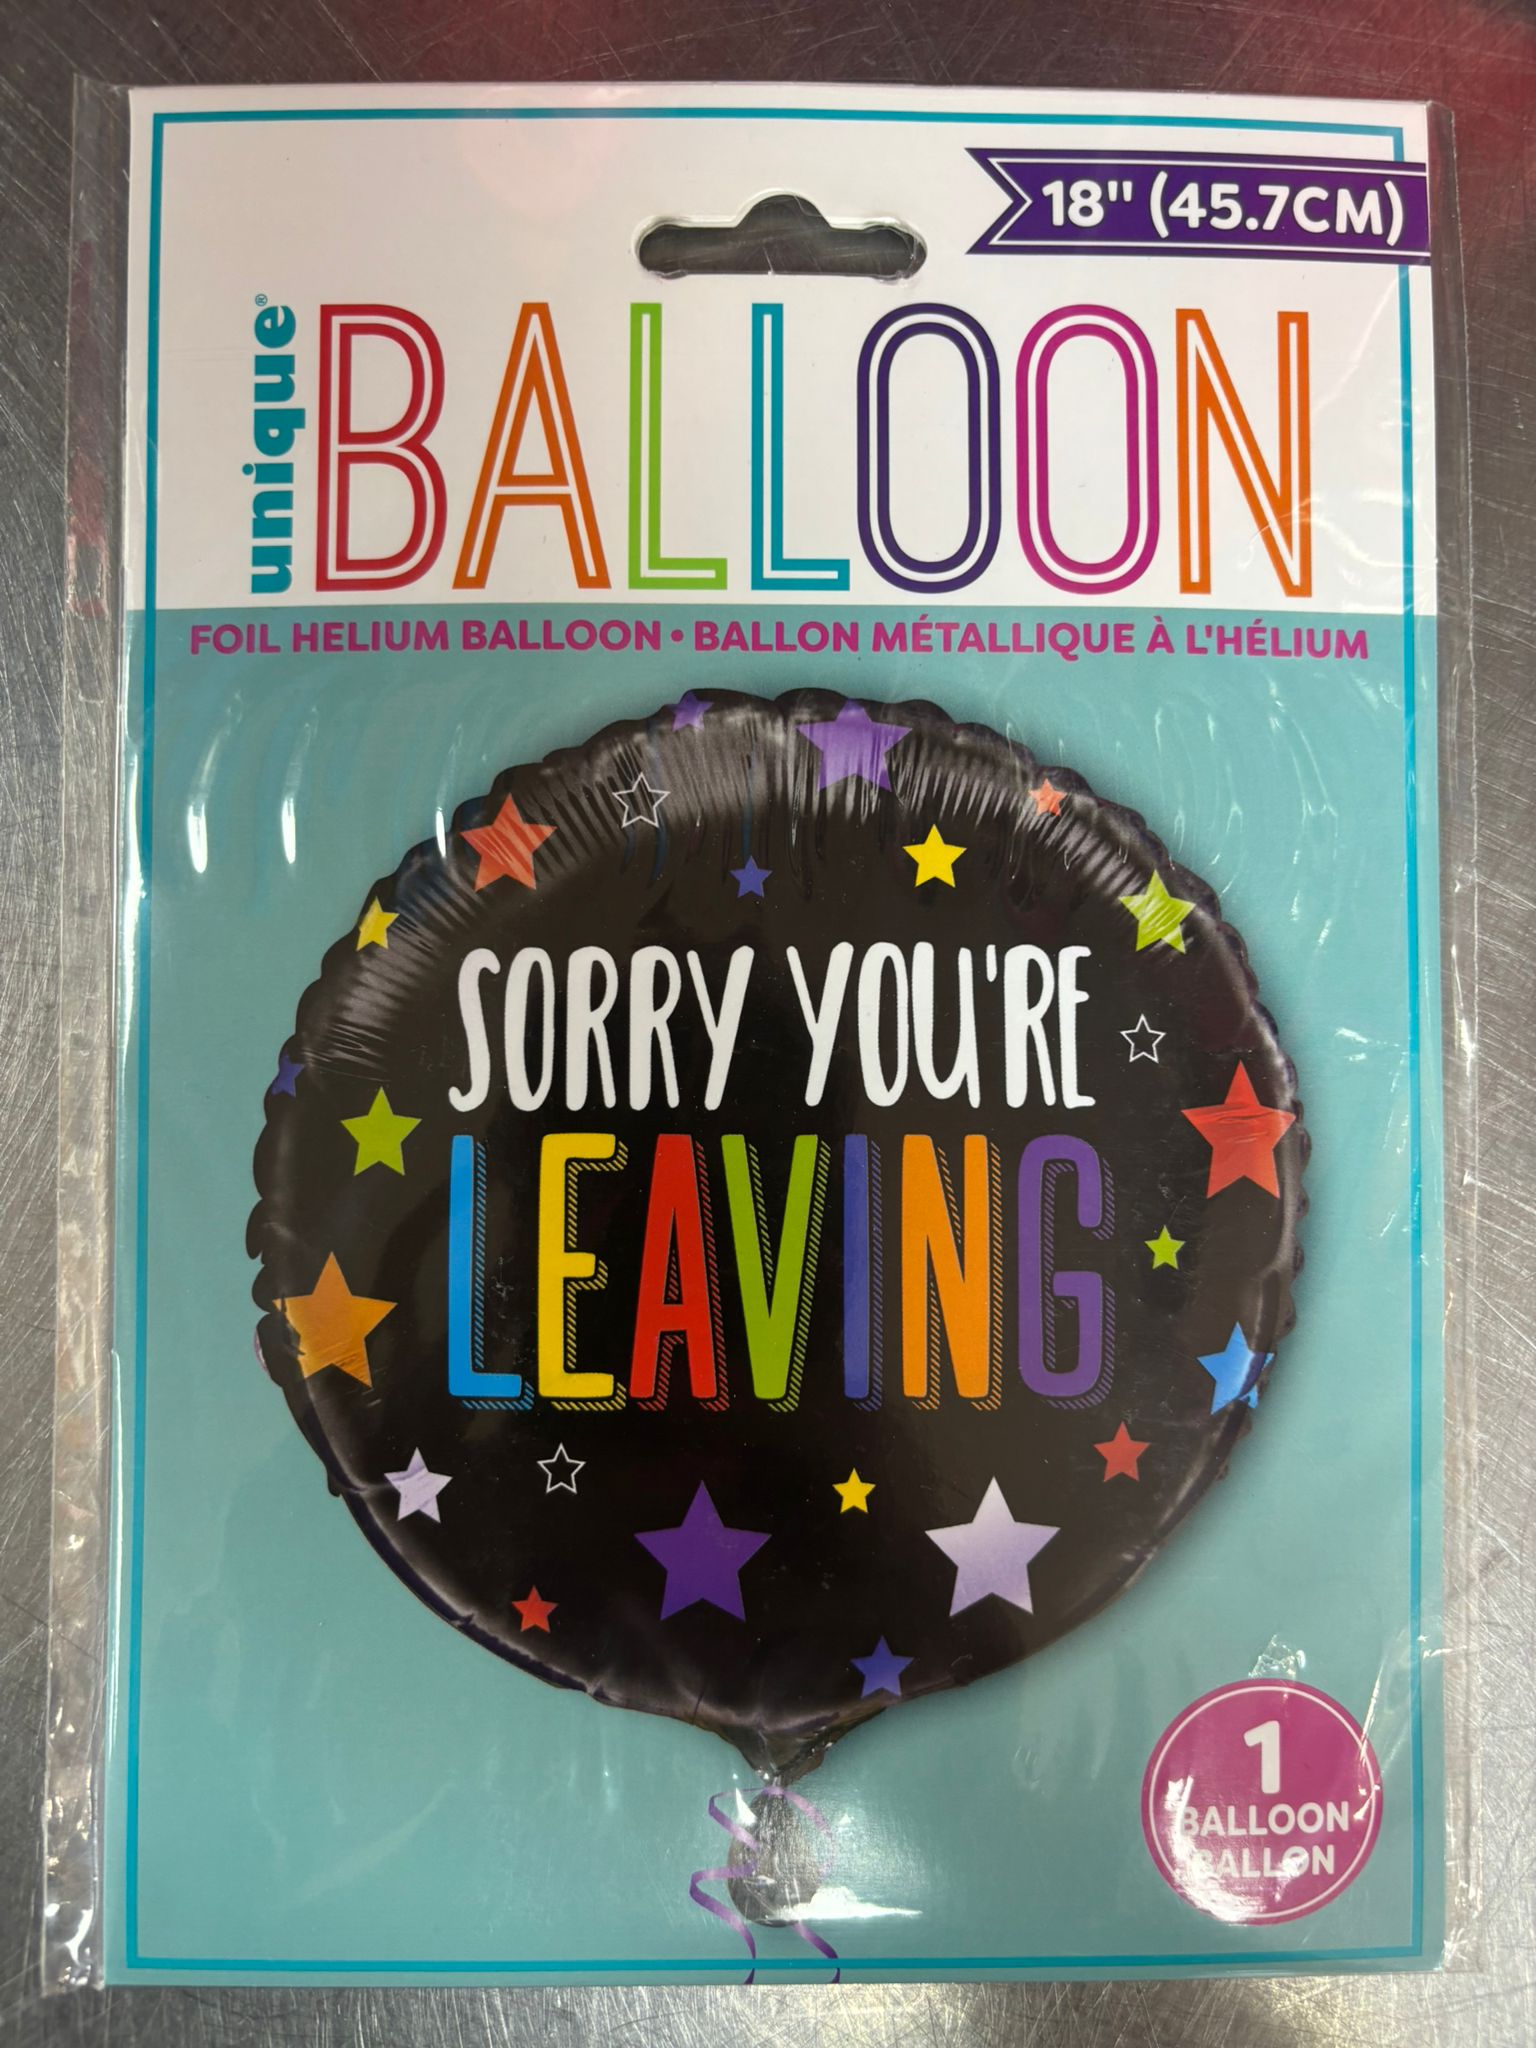 18" (45.7CM)
unique®
BALLOON
FOIL HELIUM BALLOON • BALLON MÉTALLIQUE À L'HÉLIUM
SORRY YOU'RE
LEAVING
1
BALLOON
BALLON